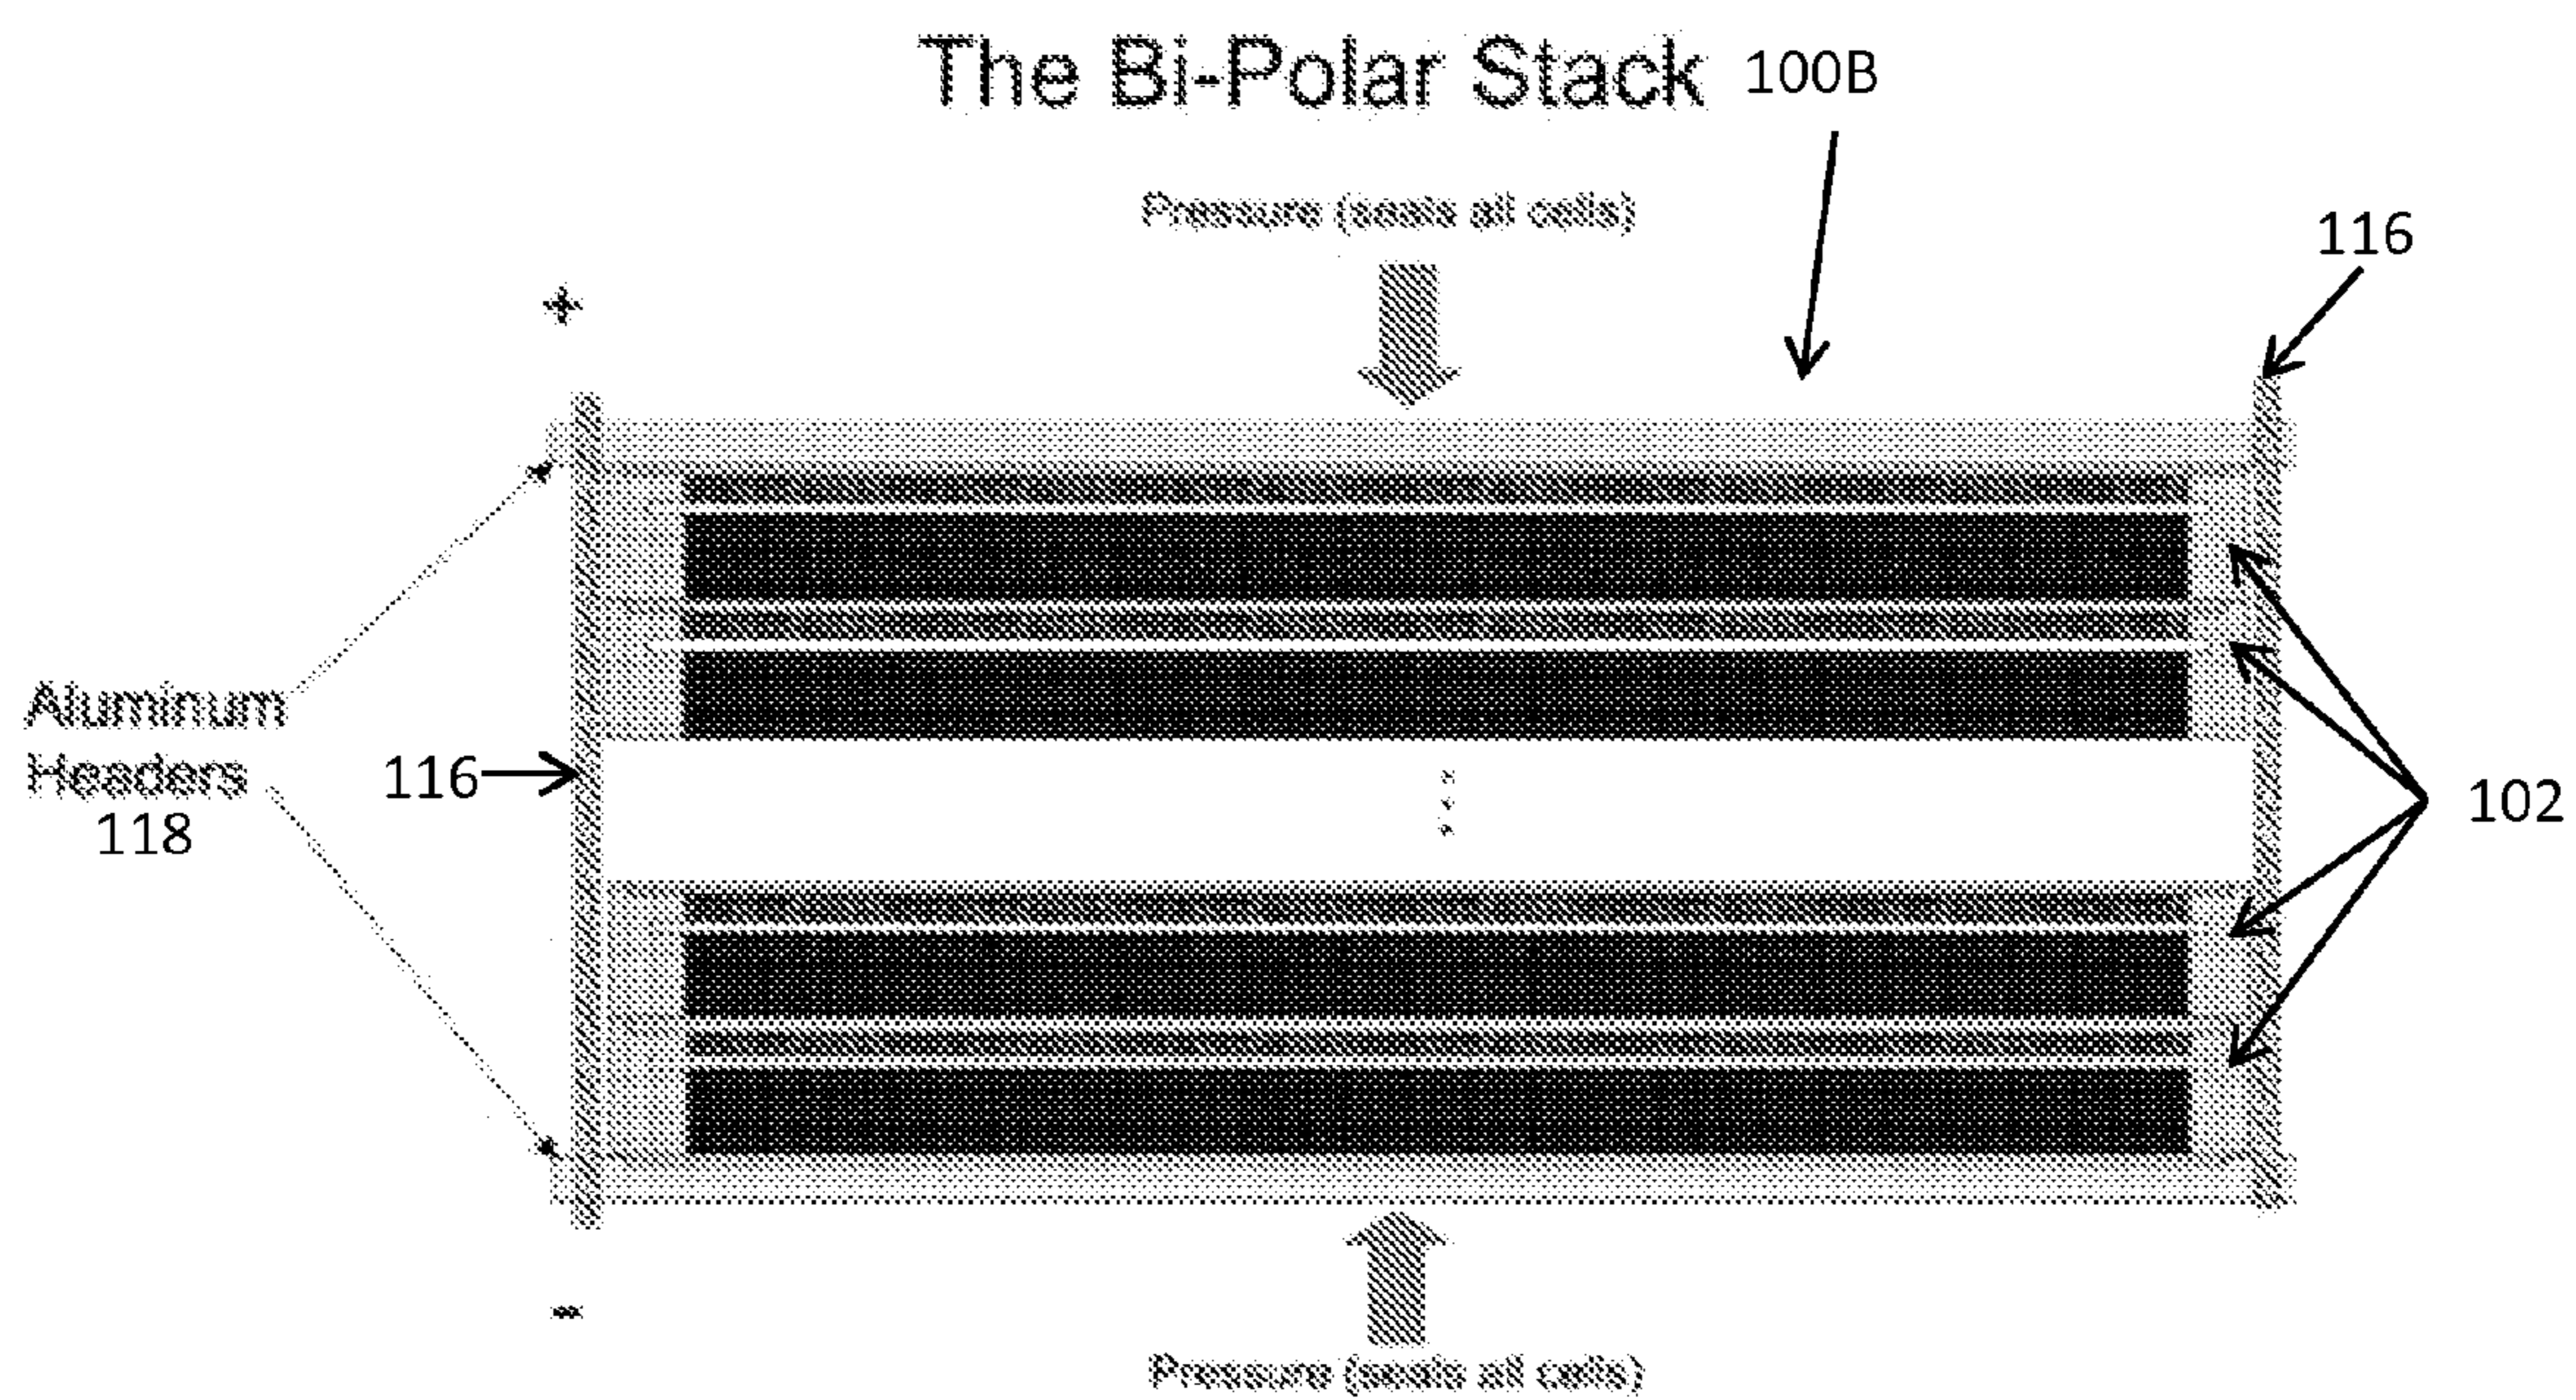 The Bi-Polar Stack 100B
Pressure (seals all cells)
116
+
Aluminum
Headers
118
116
102
-
Pressure (seals all cells)